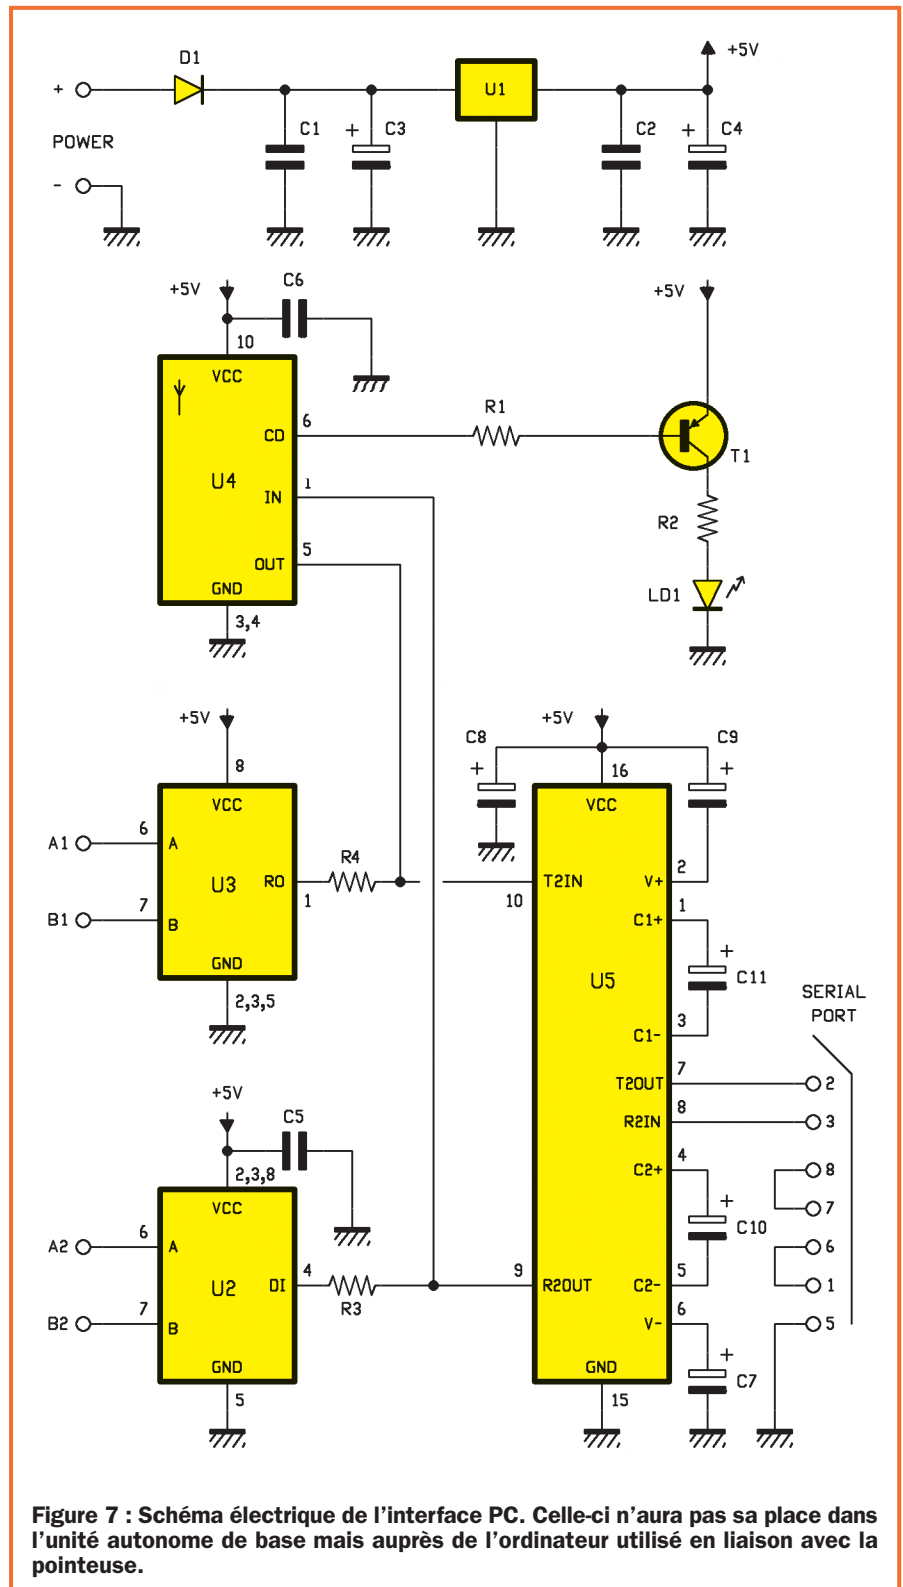 D1
+5V
+
U1
C1
+
C3
C2
+
C4
POWER
-
+5V
C6
+5V
10
VCC
CD
6
R1
T1
U4
IN
1
R2
OUT
5
LD1
GND
3,4
+5V
8
VCC
A1
6
A
U3
RO
1
R4
B1
7
B
GND
2,3,5
+5V
C8
+
C9
+
16
VCC
T2IN
10
V+
2
C1+
1
+
C11
U5
C1-
3
SERIAL
PORT
T2OUT
7
2
R2IN
8
3
C2+
4
8
+
C10
7
6
C2-
5
1
R2OUT
9
V-
6
5
+
C7
GND
15
+5V
C5
2,3,8
VCC
A2
6
A
U2
DI
4
R3
B2
7
B
GND
5
Figure 7 : Schéma électrique de l'interface PC. Celle-ci n'aura pas sa place dans
l'unité autonome de base mais auprès de l'ordinateur utilisé en liaison avec la
pointeuse.